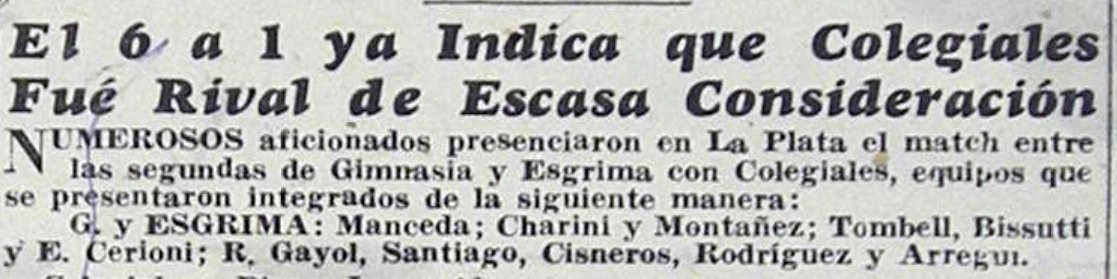 El 6 a 1 ya Indica que Colegiales
Fué Rival de Escasa Consideración
NUMEROSOS aficionados presenciaron en La Plata el match entre
las segundas de Gimnasia y Esgrima con Colegiales, equipos que
se presentaron integrados de la siguiente manera:
G. y ESGRIMA: Manceda; Charini y Montañez; Tombell, Bissutti
y E. Cerioni; R. Gayol, Santiago, Cisneros, Rodríguez y Arregui.